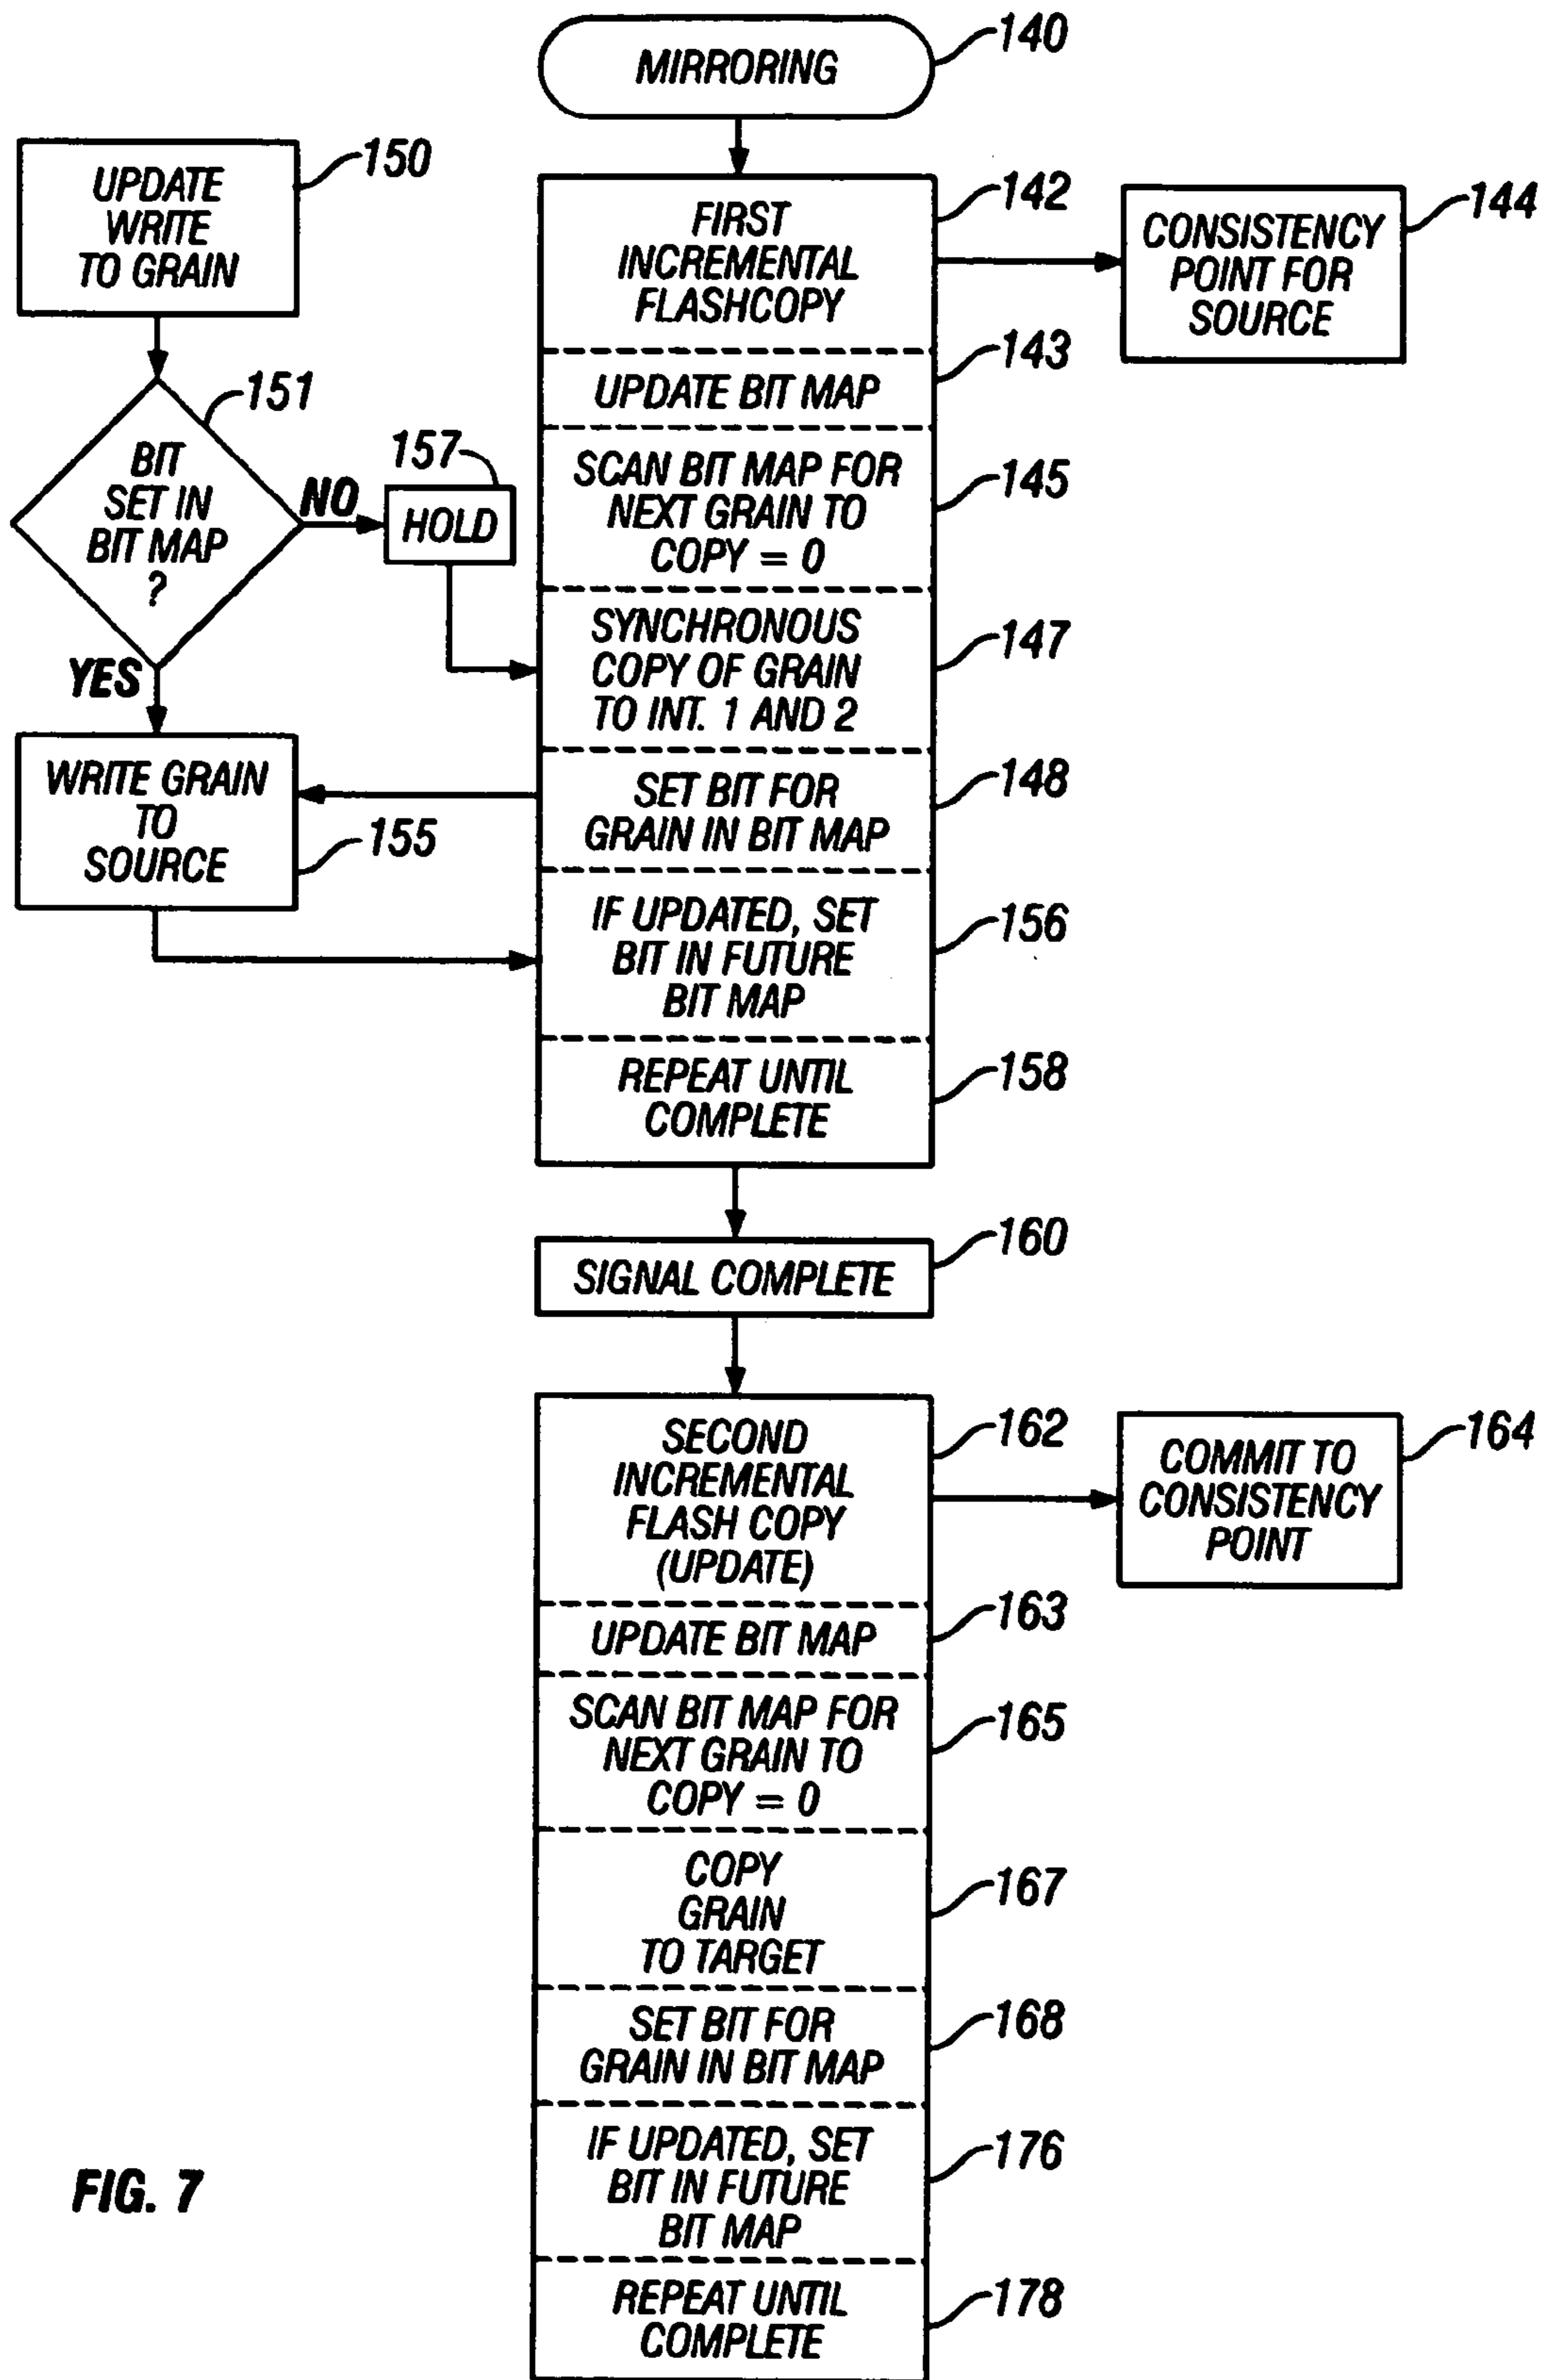 MIRRORING
140
UPDATE
WRITE
TO GRAIN
150
BIT
SET IN
BIT MAP
?
151
NO
YES
157
HOLD
WRITE GRAIN
TO
SOURCE
155
FIRST
INCREMENTAL
FLASHCOPY
142
CONSISTENCY
POINT FOR
SOURCE
144
UPDATE BIT MAP
143
SCAN BIT MAP FOR
NEXT GRAIN TO
COPY = 0
145
SYNCHRONOUS
COPY OF GRAIN
TO INT. 1 AND 2
147
SET BIT FOR
GRAIN IN BIT MAP
148
IF UPDATED, SET
BIT IN FUTURE
BIT MAP
156
REPEAT UNTIL
COMPLETE
158
SIGNAL COMPLETE
160
SECOND
INCREMENTAL
FLASH COPY
(UPDATE)
162
COMMIT TO
CONSISTENCY
POINT
164
UPDATE BIT MAP
163
SCAN BIT MAP FOR
NEXT GRAIN TO
COPY = 0
165
COPY
GRAIN
TO TARGET
167
SET BIT FOR
GRAIN IN BIT MAP
168
IF UPDATED, SET
BIT IN FUTURE
BIT MAP
176
REPEAT UNTIL
COMPLETE
178
FIG. 7